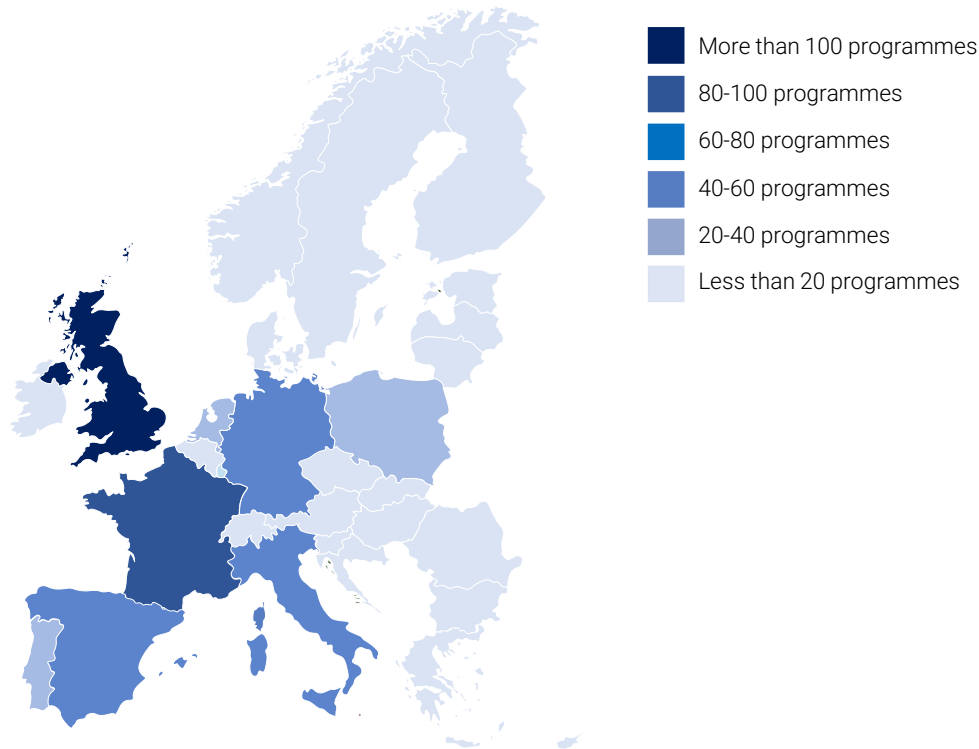 More than 100 programmes
80-100 programmes
60-80 programmes
40-60 programmes
20-40 programmes
Less than 20 programmes